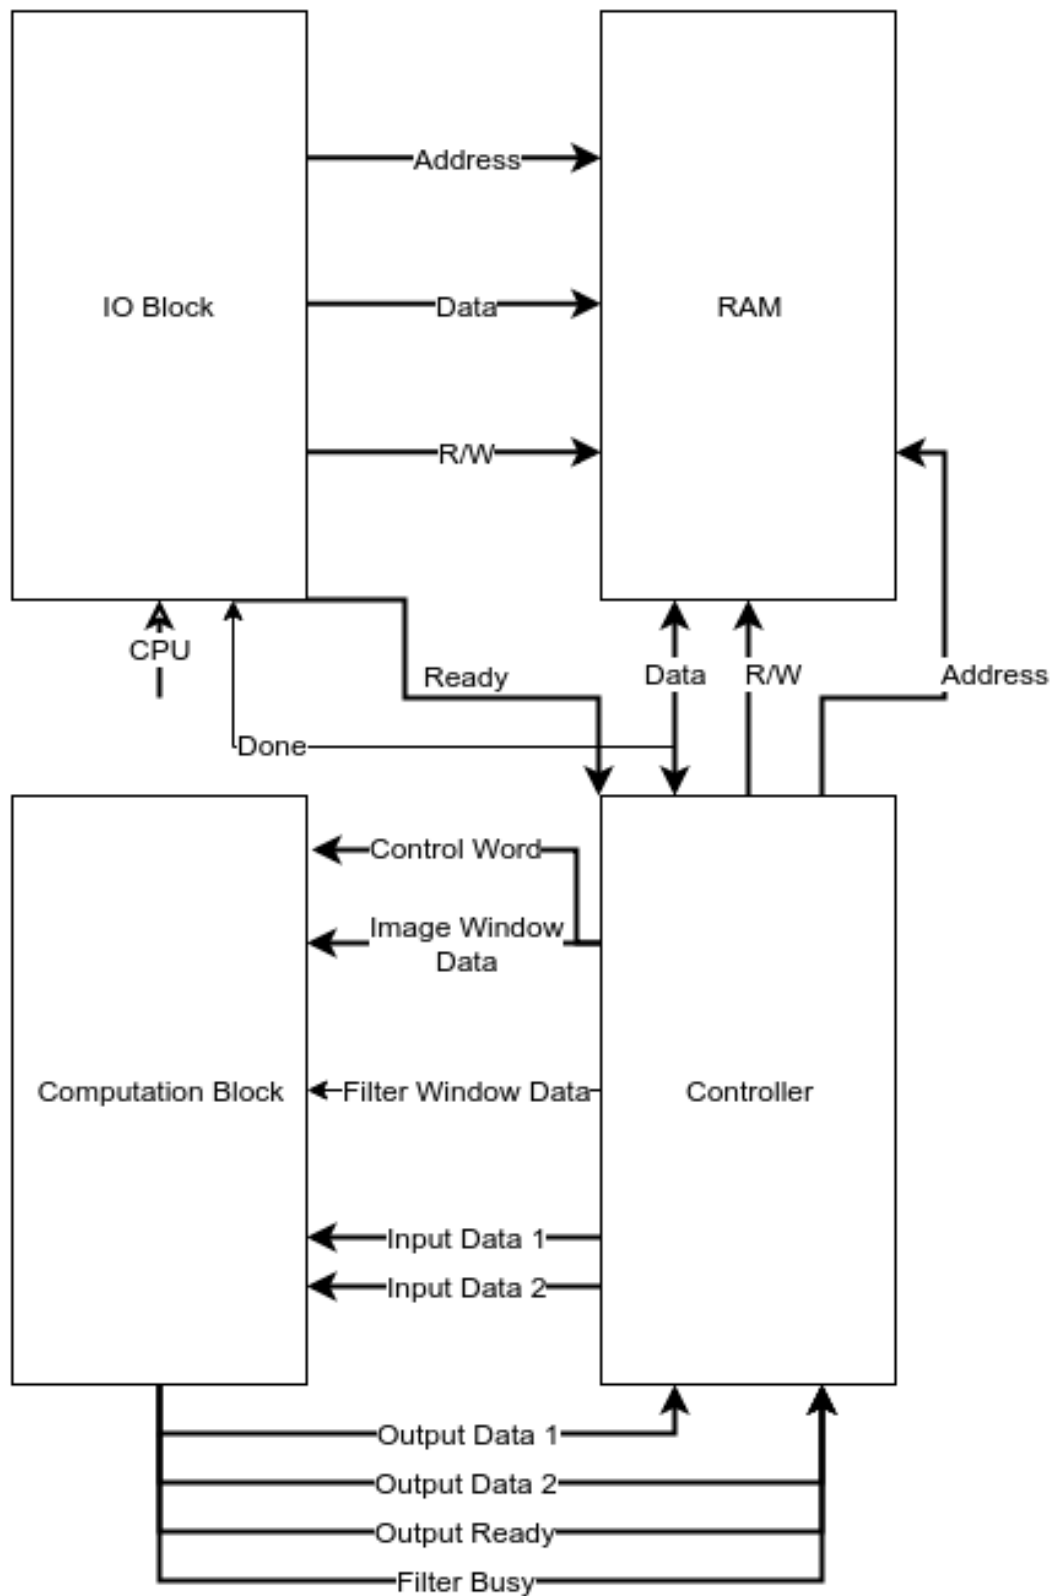 Address
IO Block
Data
RAM
R/W
CPU
Ready
Data
R/W
Address
Done
Control Word
Image Window
Data
Computation Block
Filter Window Data
Controller
Input Data 1
Input Data 2
Output Data 1
Output Data 2
Output Ready
Filter Busy